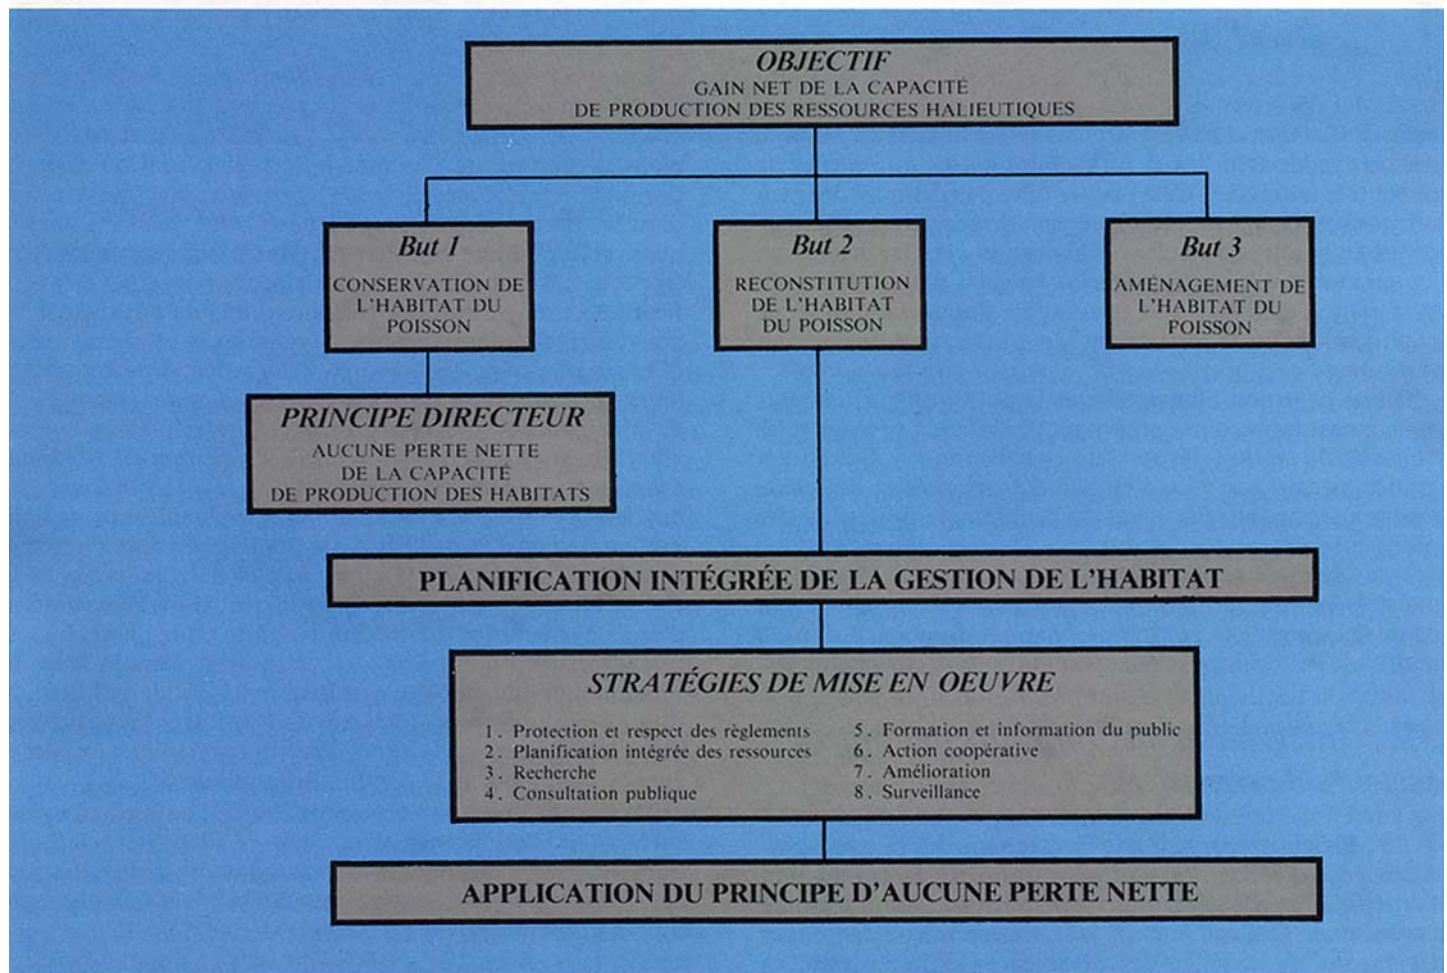 OBJECTIF
GAIN NET DE LA CAPACITÉ
DE PRODUCTION DES RESSOURCES HALIEUTIQUES
But 1
CONSERVATION DE
L'HABITAT DU
POISSON
But 2
RECONSTITUTION
DE L'HABITAT
DU POISSON
But 3
AMÉNAGEMENT DE
L'HABITAT DU
POISSON
PRINCIPE DIRECTEUR
AUCUNE PERTE NETTE
DE LA CAPACITÉ
DE PRODUCTION DES HABITATS
PLANIFICATION INTÉGRÉE DE LA GESTION DE L'HABITAT
STRATÉGIES DE MISE EN OEUVRE
1. Protection et respect des règlements
2. Planification intégrée des ressources
3. Recherche
4. Consultation publique
5. Formation et information du public
6. Action coopérative
7. Amélioration
8. Surveillance
APPLICATION DU PRINCIPE D'AUCUNE PERTE NETTE